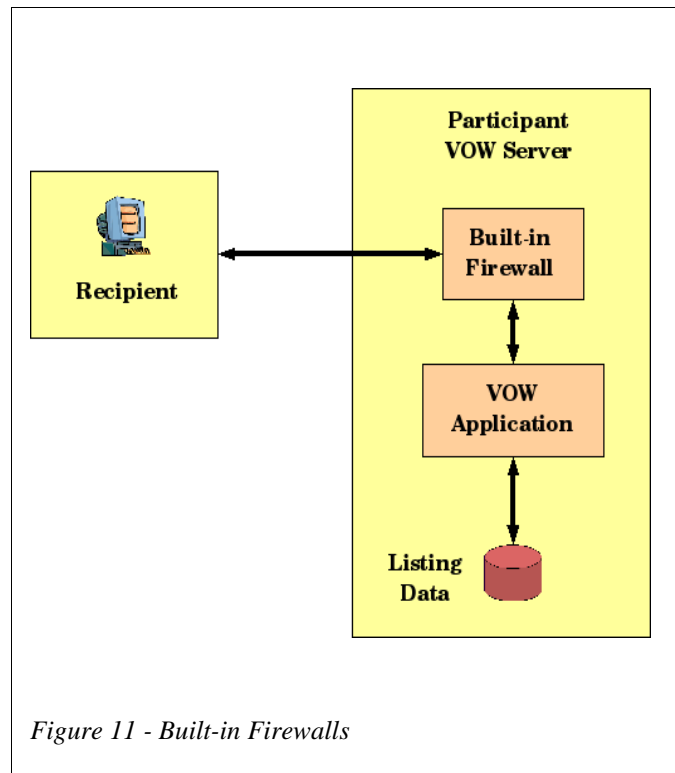 Participant
VOW Server
Recipient
Built-in
Firewall
VOW
Application
Listing
Data
Figure 11 - Built-in Firewalls